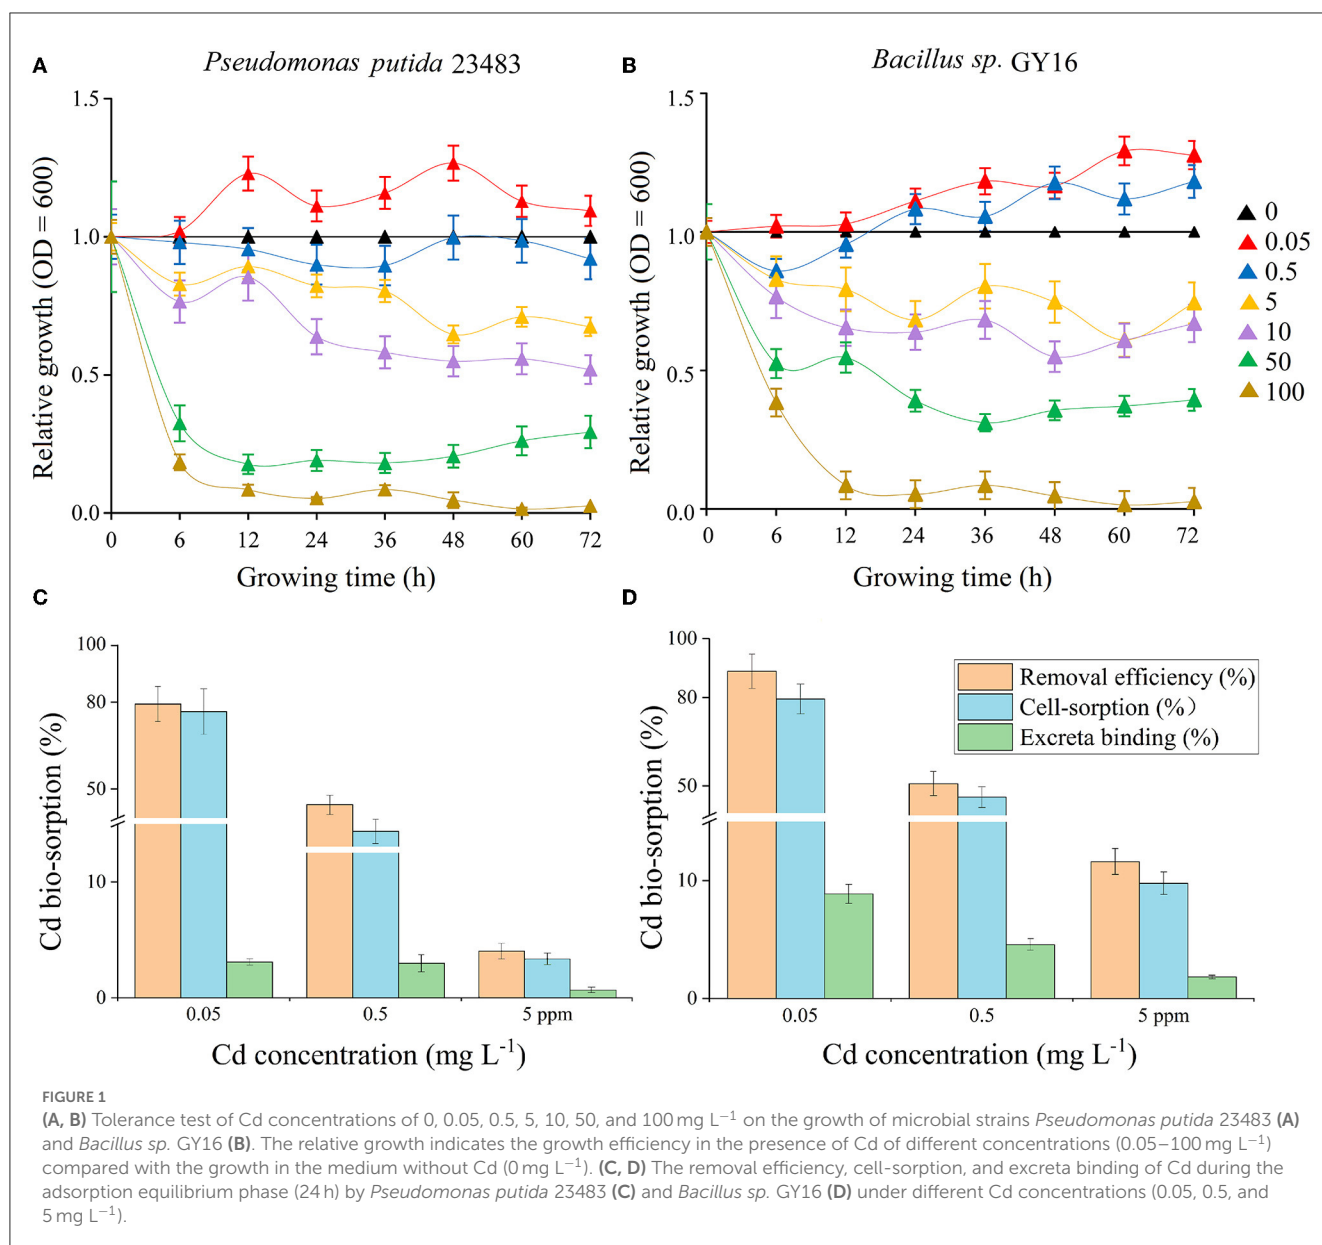 A
Pseudomonas putida 23483
Relative growth (OD = 600)
1.5
1.0
0.5
0.0
0 6 12 24 36 48 60 72
Growing time (h)
B
Bacillus sp. GY16
Relative growth (OD = 600)
1.5
1.0
0.5
0.0
0 6 12 24 36 48 60 72
Growing time (h)
0
0.05
0.5
5
10
50
100
C
Cd bio-sorption (%)
100
80
50
10
0
0.05 0.5 5 ppm
Cd concentration (mg L⁻¹)
D
Cd bio-sorption (%)
100
80
50
10
0
Removal efficiency (%)
Cell-sorption (%）
Excreta binding (%)
0.05 0.5 5 ppm
Cd concentration (mg L⁻¹)
FIGURE 1
(A, B) Tolerance test of Cd concentrations of 0, 0.05, 0.5, 5, 10, 50, and 100 mg L⁻¹ on the growth of microbial strains Pseudomonas putida 23483 (A)
and Bacillus sp. GY16 (B). The relative growth indicates the growth efficiency in the presence of Cd of different concentrations (0.05–100 mg L⁻¹)
compared with the growth in the medium without Cd (0 mg L⁻¹). (C, D) The removal efficiency, cell-sorption, and excreta binding of Cd during the
adsorption equilibrium phase (24 h) by Pseudomonas putida 23483 (C) and Bacillus sp. GY16 (D) under different Cd concentrations (0.05, 0.5, and
5 mg L⁻¹).